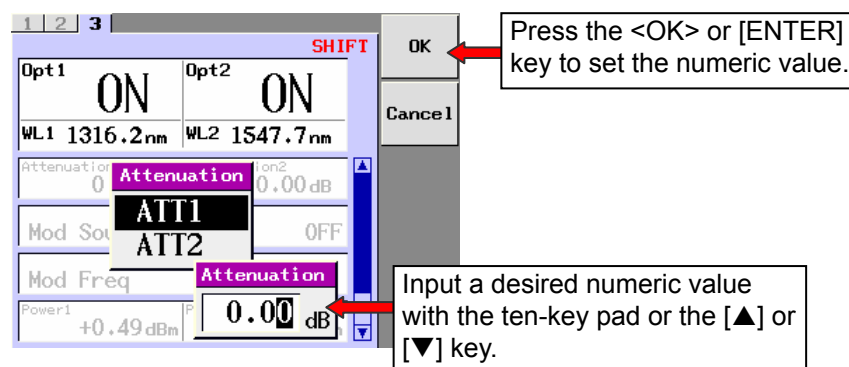 1 2 3
SHIFT
Opt1 ON Opt2 ON
WL1 1316.2nm WL2 1547.7nm
OK
Cancel
Press the <OK> or [ENTER]
key to set the numeric value.
0 0.00dB
Attenuation
ATT1
ATT2
Mod OFF
Mod Freq
Attenuation
0.00 dB
Power1
+0.49dBm
Input a desired numeric value
with the ten-key pad or the [▲] or
[▼] key.